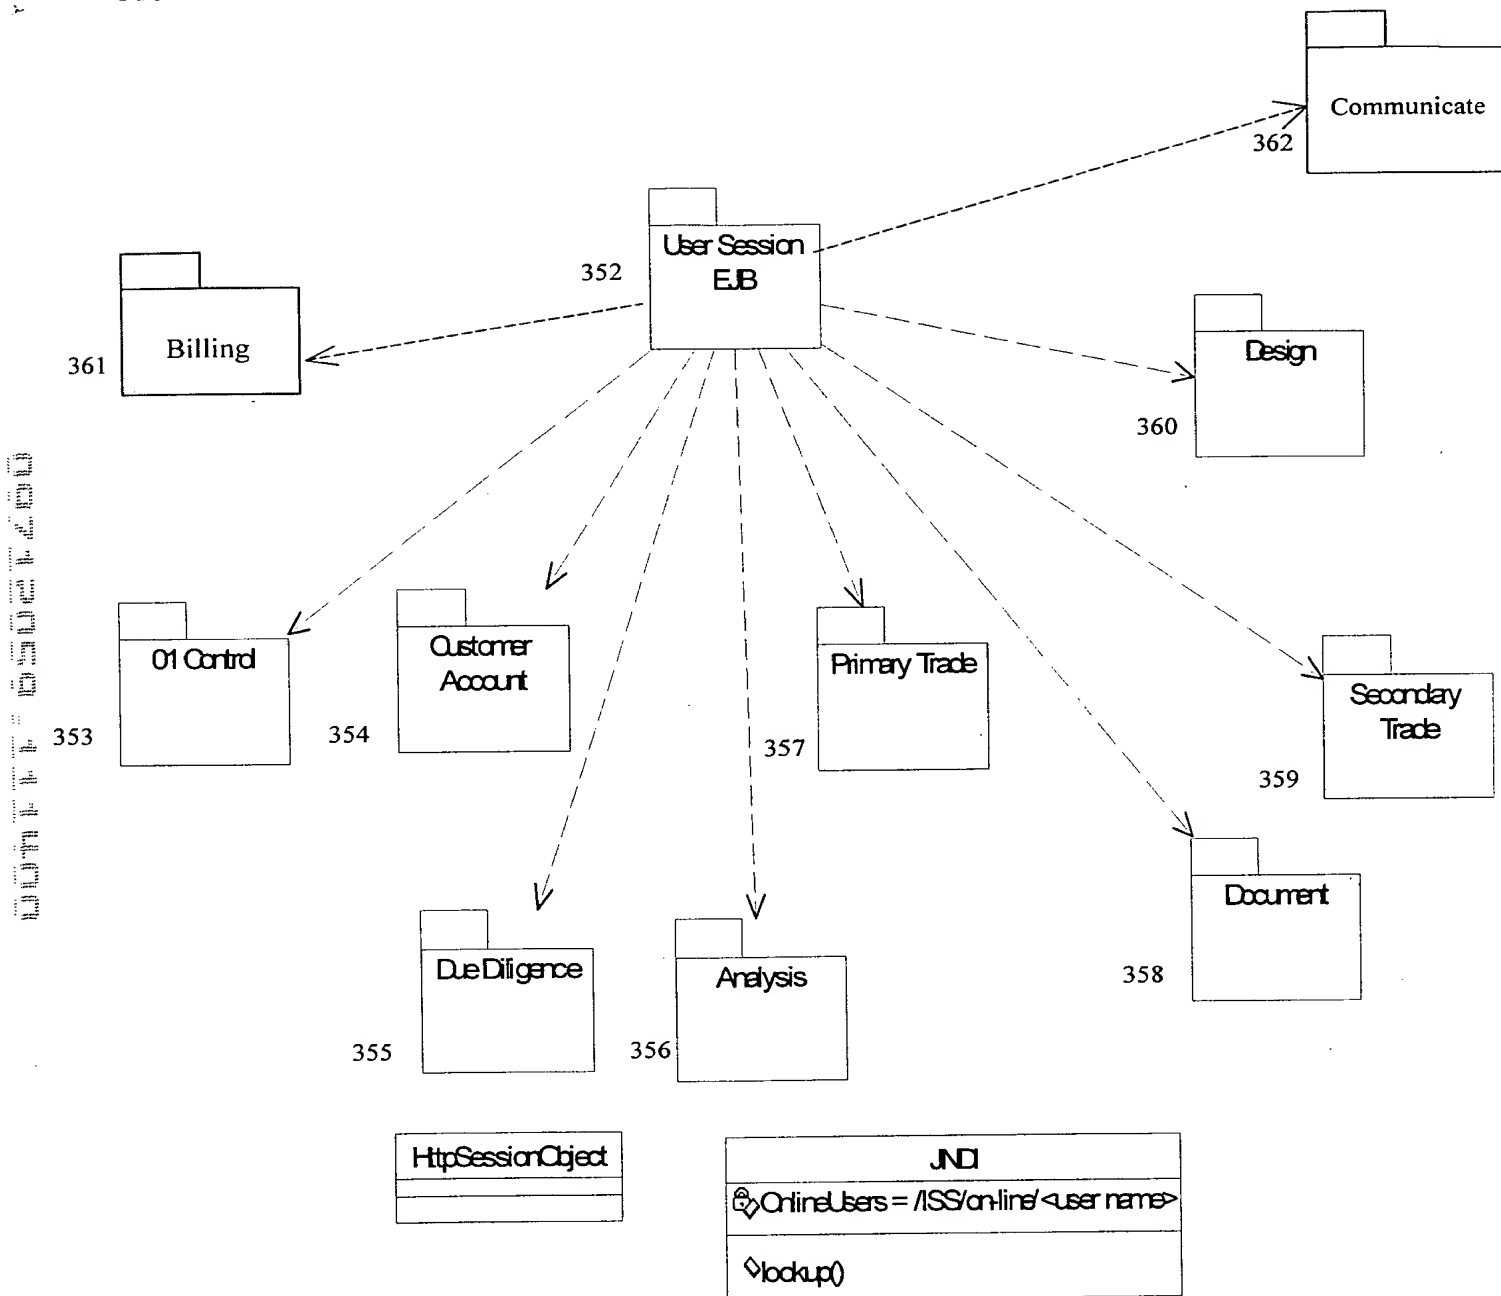 Communicate
362
User Session
EJB
352
Billing
361
Design
360
01 Control
353
Customer
Account
354
Primary Trade
357
Secondary
Trade
359
Due Diligence
355
Analysis
356
Document
358
HttpSessionObject
JNDI
OnlineUsers = /ISS/on-line/<user name>
lookup()